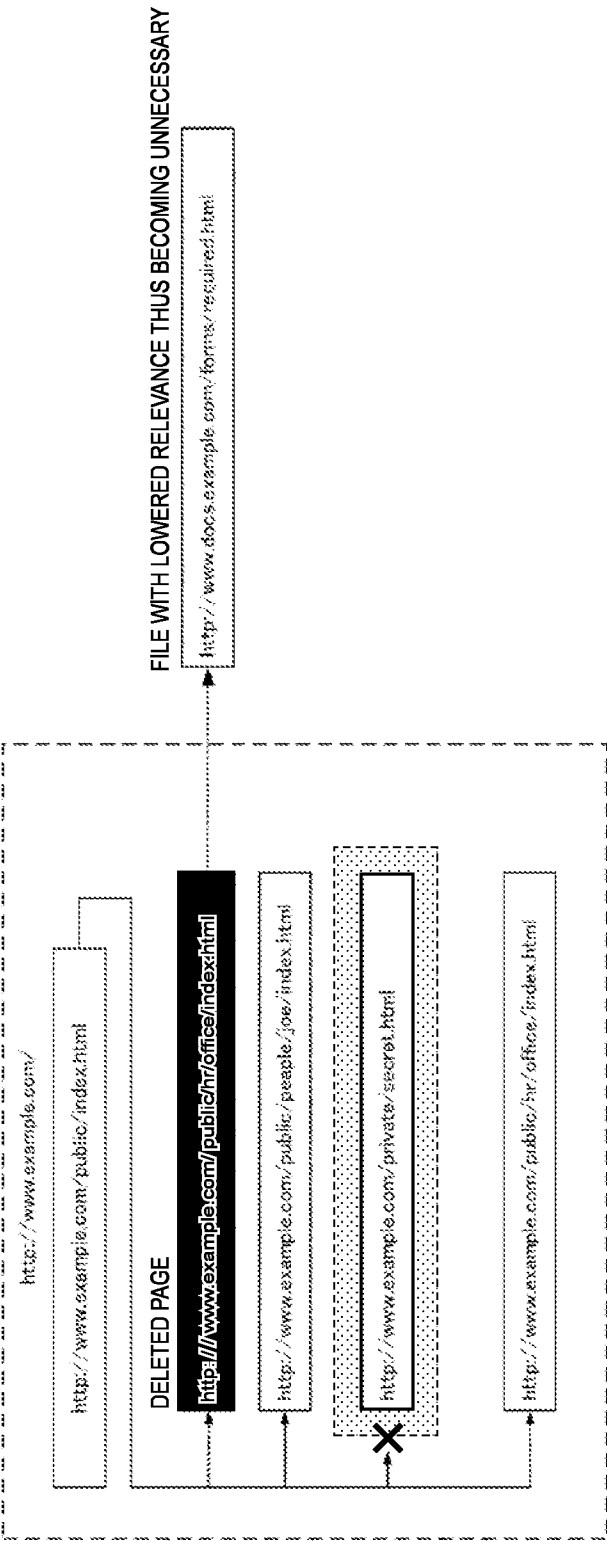 http://www.example.com/
http://www.example.com/public/index.html
DELETED PAGE
http:///www.example.com/public/hr/office/index.html
http://www.example.com/public/peaple/joe/index.html
http://www.example.com/private/secret.html
http://www.example.com/public/hr/office/index.html
FILE WITH LOWERED RELEVANCE THUS BECOMING UNNECESSARY
http://www.docs.example.com/forms/required.html